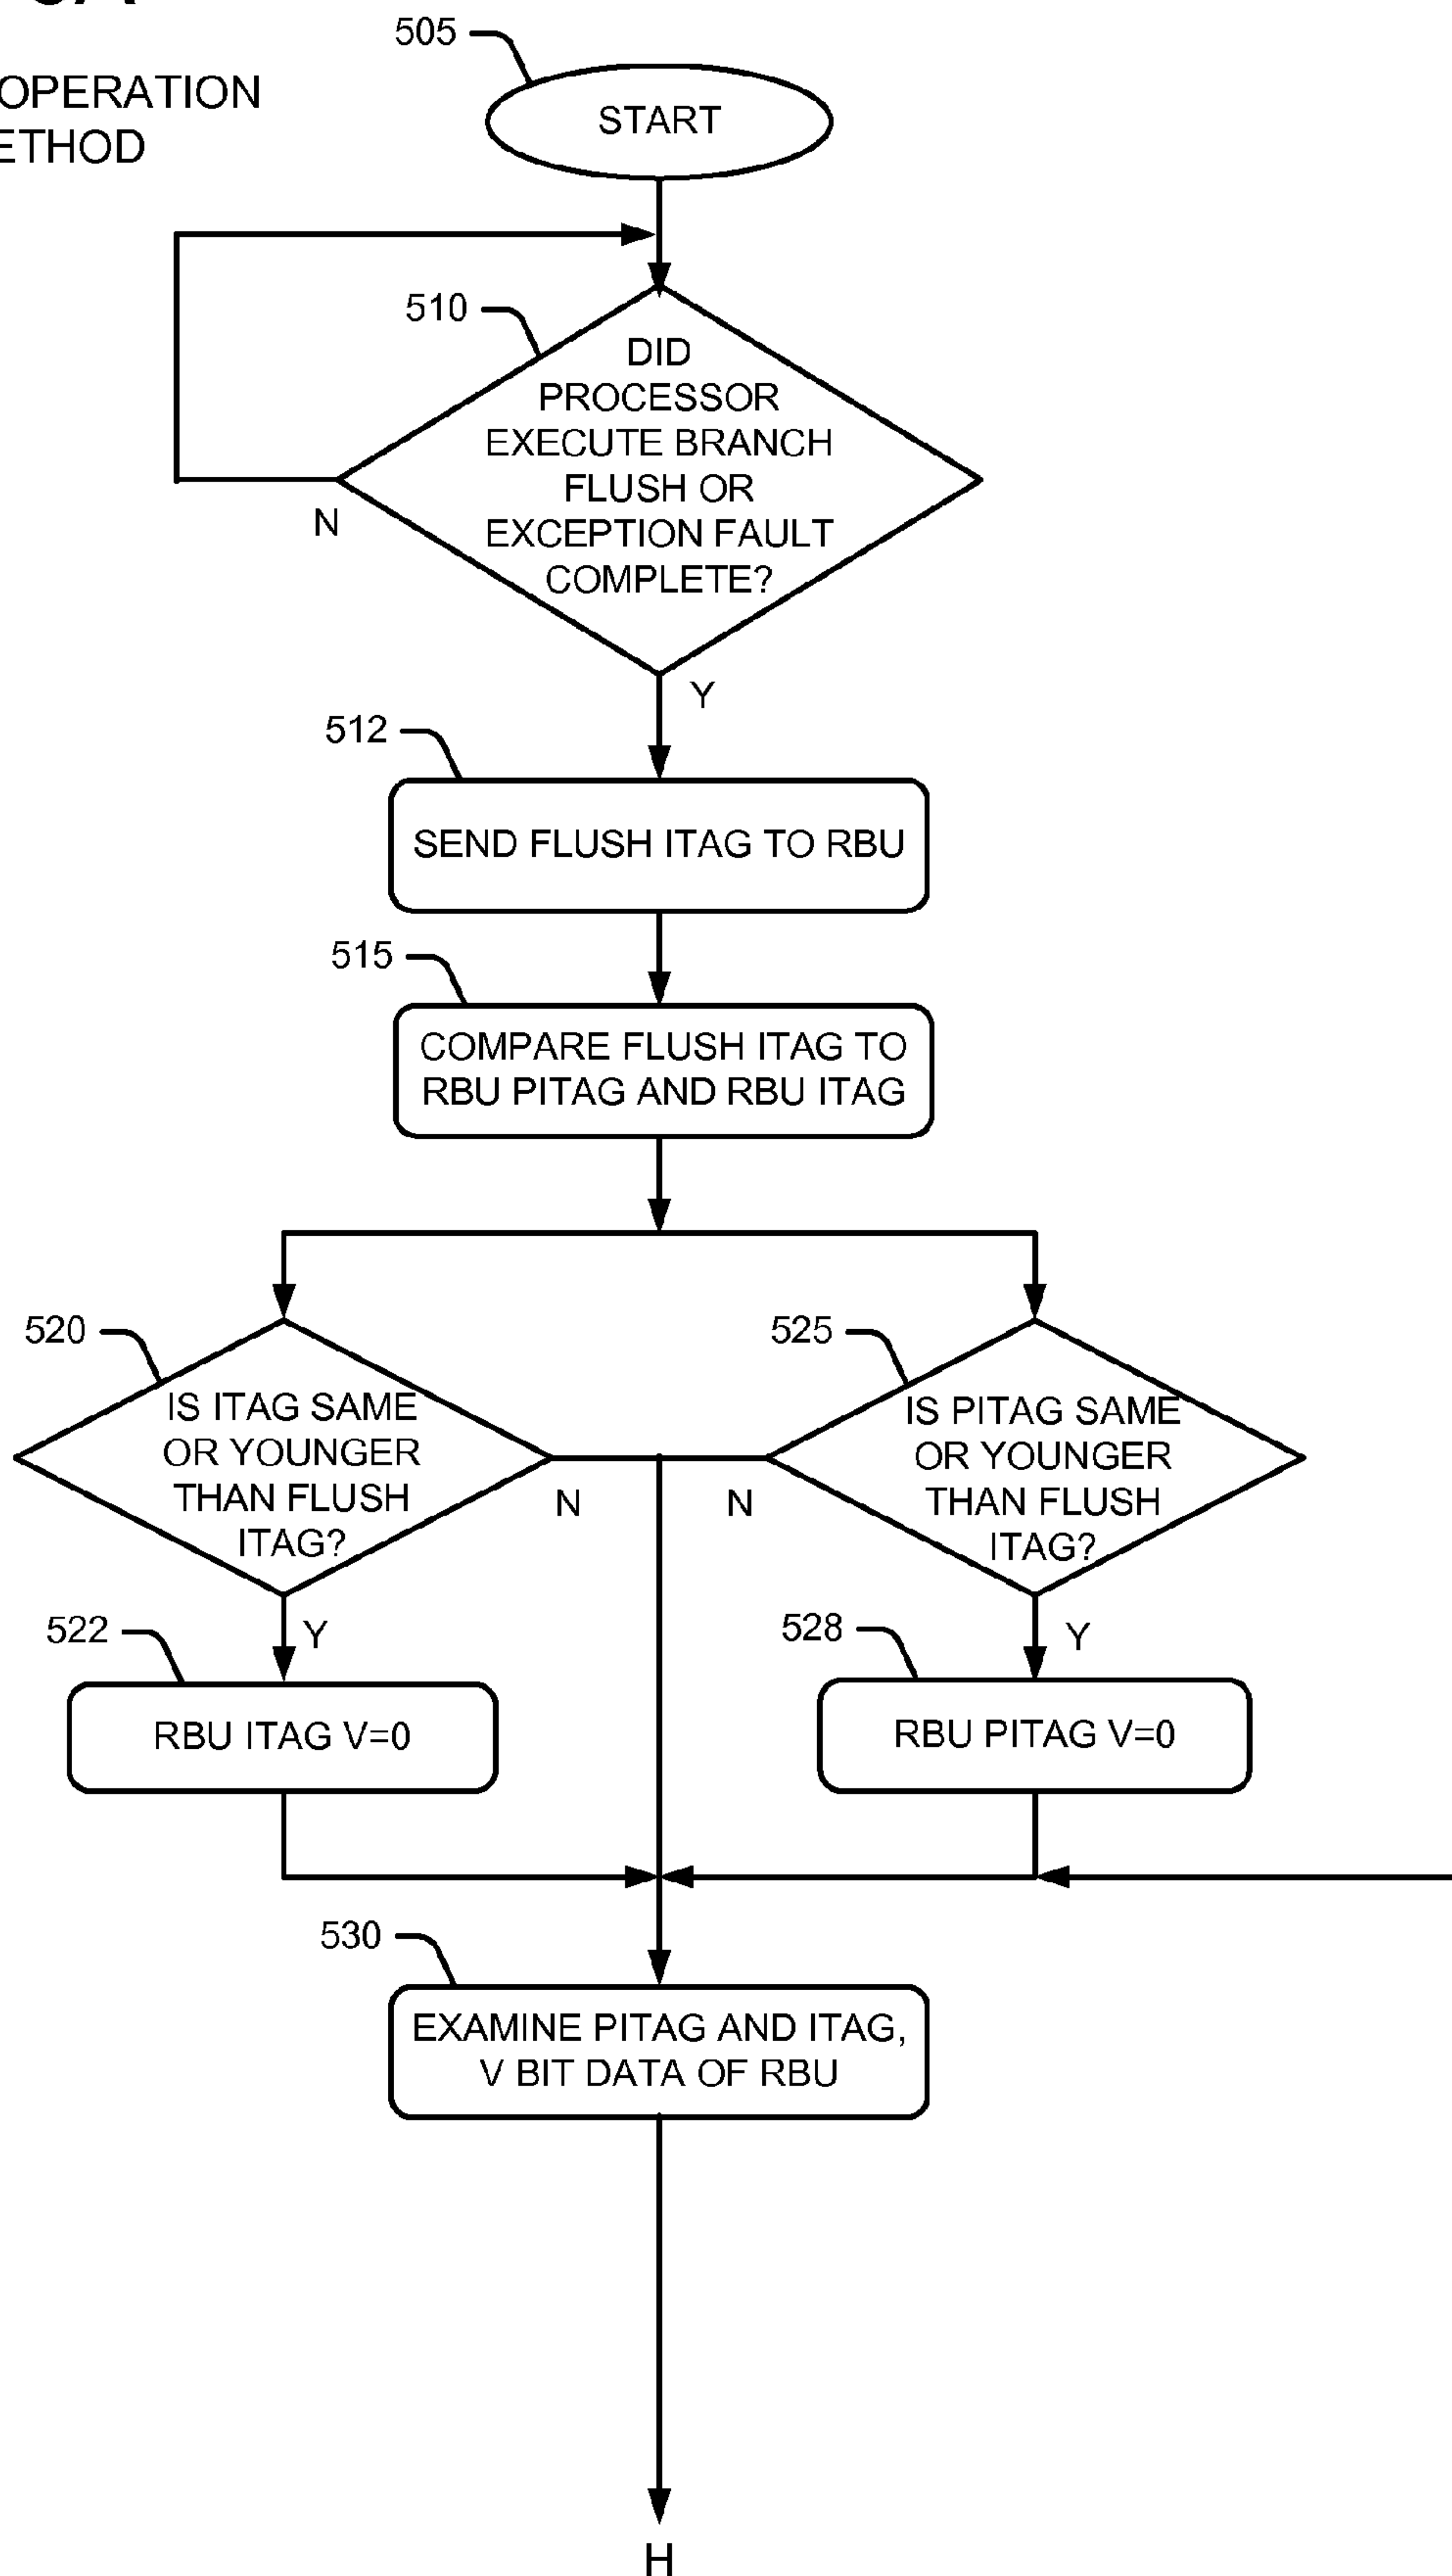 OPERATION
505
START
510
DID
PROCESSOR
EXECUTE BRANCH
FLUSH OR
EXCEPTION FAULT
COMPLETE?
N
Y
512
SEND FLUSH ITAG TO RBU
515
COMPARE FLUSH ITAG TO
RBU PITAG AND RBU ITAG
520
IS ITAG SAME
OR YOUNGER
THAN FLUSH
ITAG?
N
Y
525
IS PITAG SAME
OR YOUNGER
THAN FLUSH
ITAG?
N
Y
522
RBU ITAG V=0
528
RBU PITAG V=0
530
EXAMINE PITAG AND ITAG,
V BIT DATA OF RBU
H